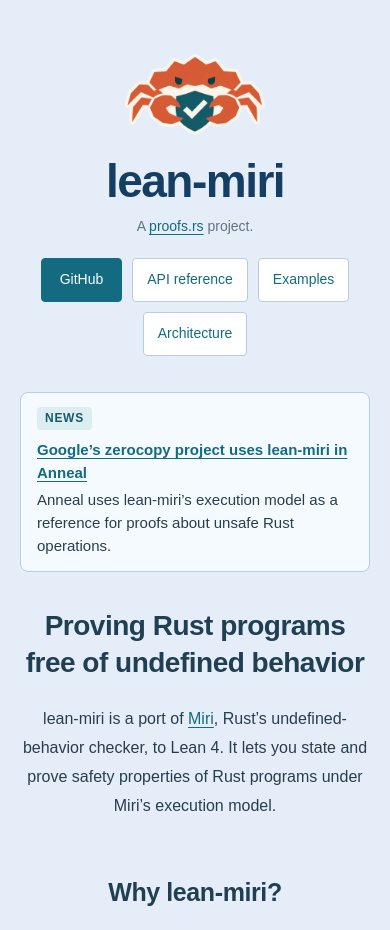 lean-miri
A proofs.rs project.
GitHub API reference Examples
Architecture
NEWS
Google’s zerocopy project uses lean-miri in
Anneal
Anneal uses lean-miri’s execution model as a
reference for proofs about unsafe Rust
operations.
Proving Rust programs
free of undefined behavior
lean-miri is a port of Miri, Rust’s undefined-
behavior checker, to Lean 4. It lets you state and
prove safety properties of Rust programs under
Miri’s execution model.
Why lean-miri?